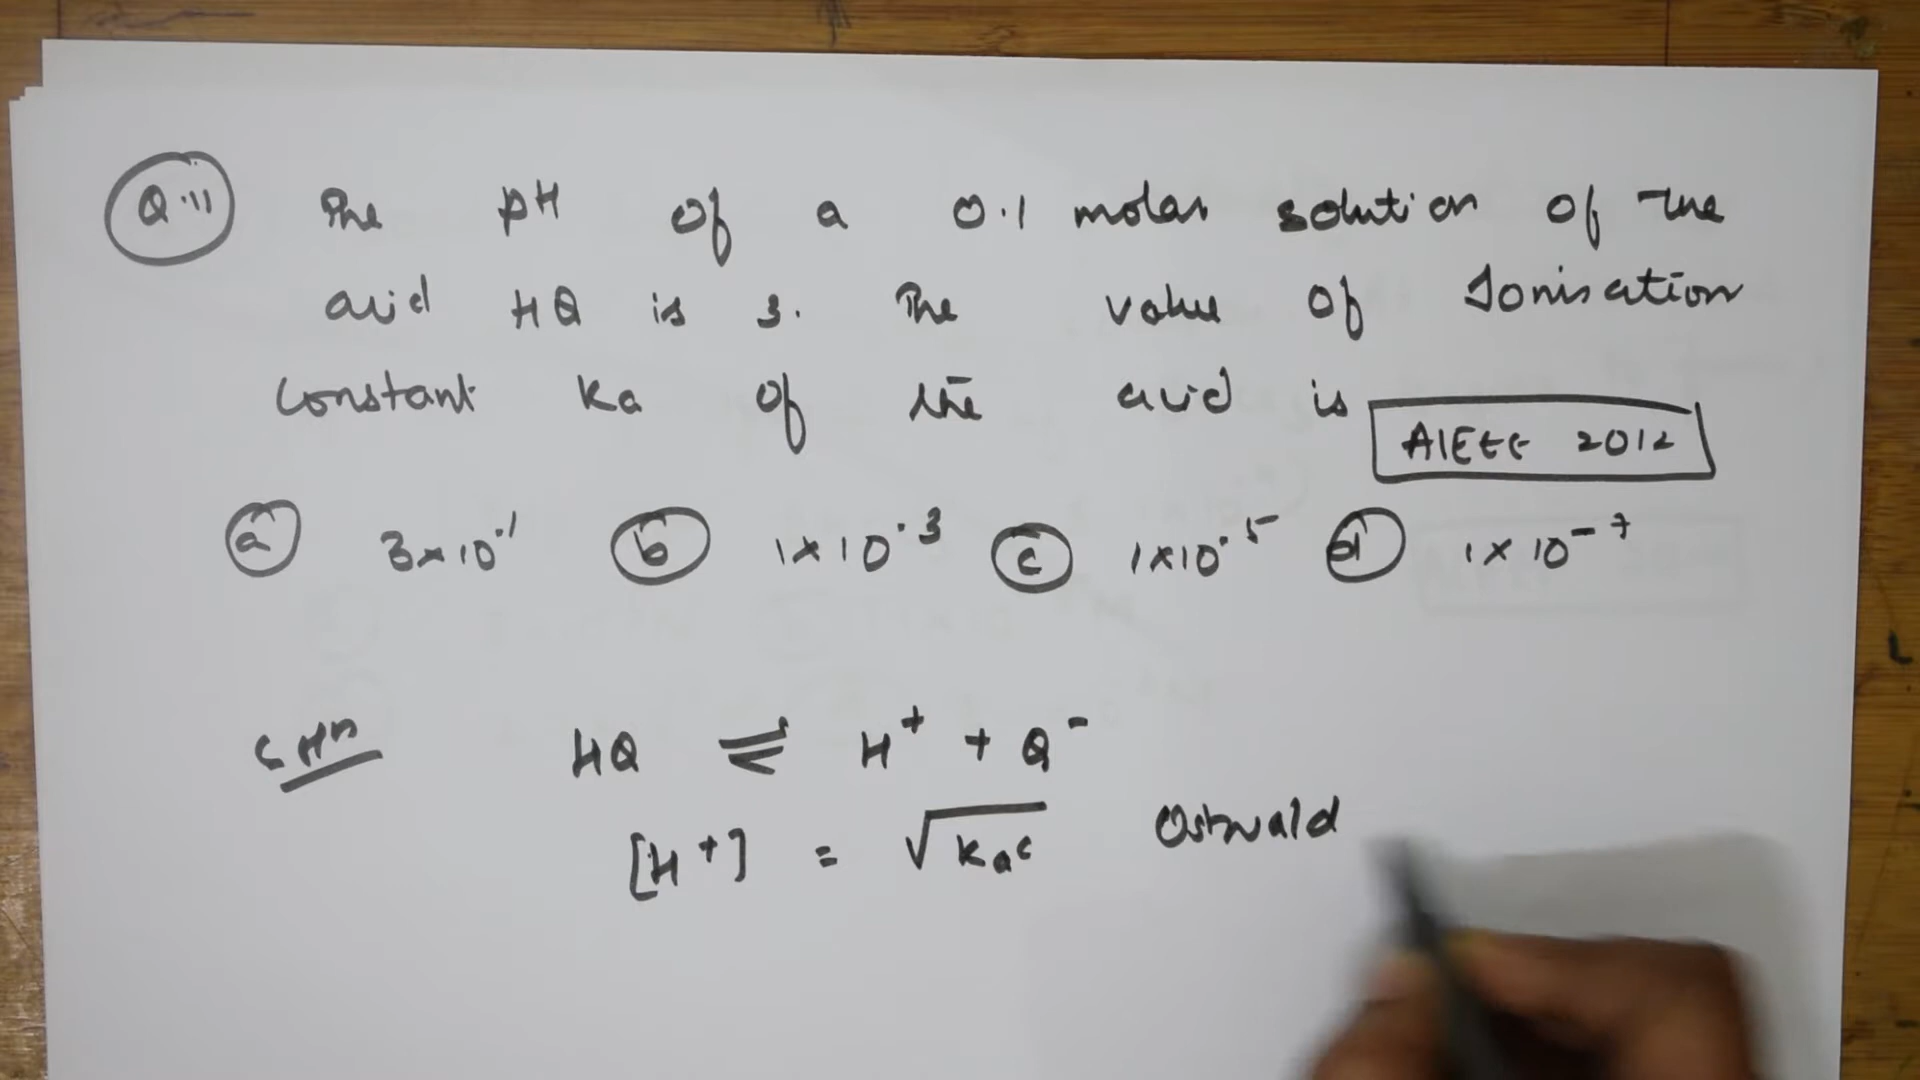 Q.11 The pH of a 0.1 molar solution of the
acid HQ is 3. The value of Ionisation
constant Ka of the acid is
AIEEE 2012
a 3×10⁻¹ b 1×10⁻³ c 1×10⁻⁵ d 1×10⁻⁷
HQ ⇌ H⁺ + Q⁻
[H⁺] = √KaC Ostwald